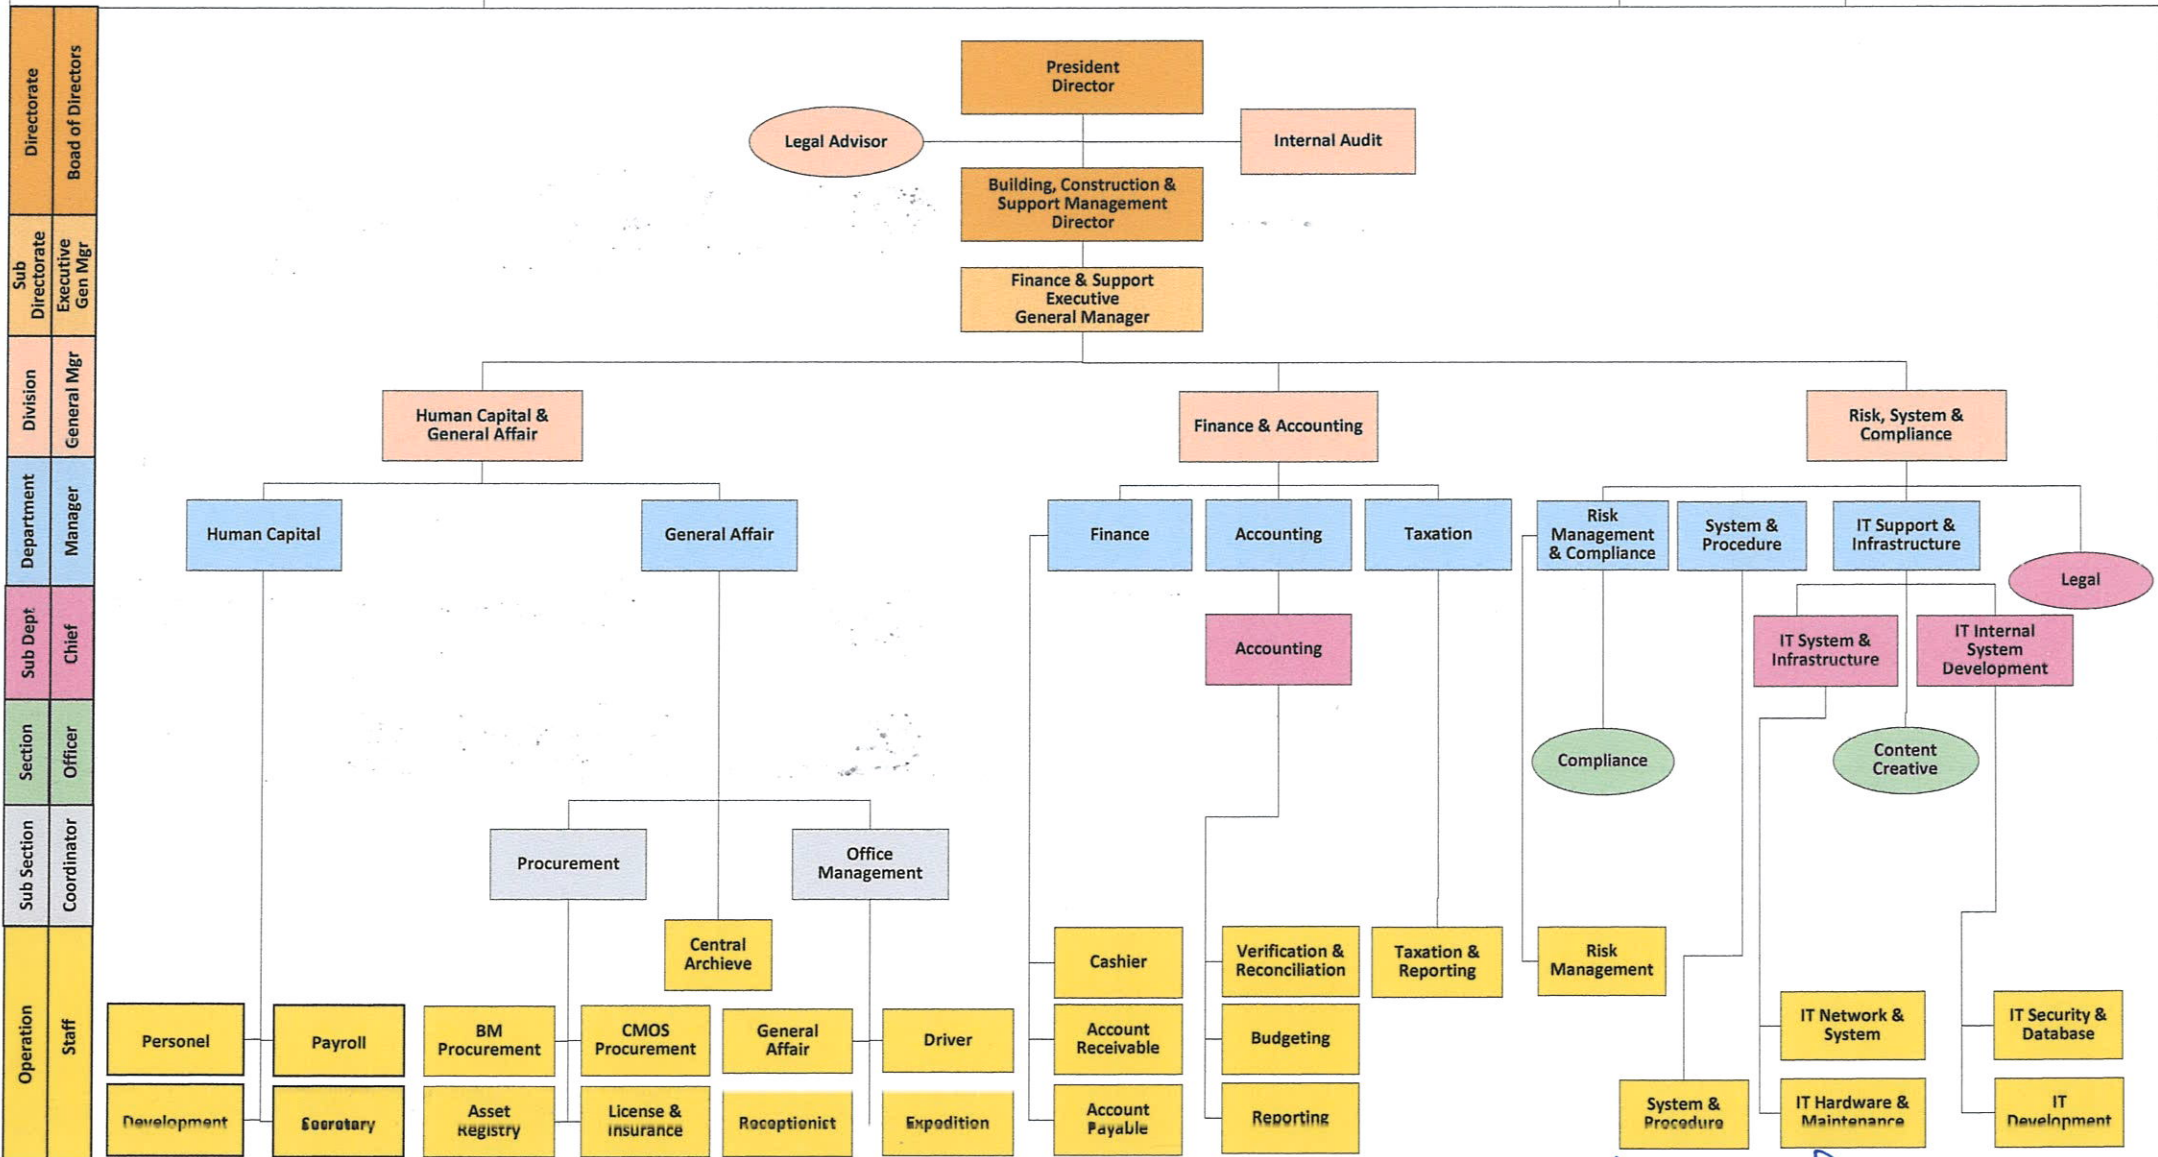 Directorate
Boad of Directors
Sub
Directorate
Executive
Gen Mgr
Division
General Mgr
Department
Manager
Sub Dept
Chief
Section
Officer
Sub Section
Coordinator
Operation
Staff
President
Director
Legal Advisor
Internal Audit
Building, Construction &
Support Management
Director
Finance & Support
Executive
General Manager
Human Capital &
General Affair
Finance & Accounting
Risk, System &
Compliance
Human Capital
General Affair
Finance
Accounting
Taxation
Risk
Management
& Compliance
System &
Procedure
IT Support &
Infrastructure
Legal
Accounting
IT System &
Infrastructure
IT Internal
System
Development
Compliance
Content
Creative
Procurement
Office
Management
Central
Archieve
Cashier
Verification &
Reconciliation
Taxation &
Reporting
Risk
Management
Personel
Payroll
BM
Procurement
CMOS
Procurement
General
Affair
Driver
Account
Receivable
Budgeting
IT Network &
System
IT Security &
Database
Development
Secretary
Asset
Registry
License &
Insurance
Receptionist
Expedition
Account
Payable
Reporting
System &
Procedure
IT Hardware &
Maintenance
IT
Development